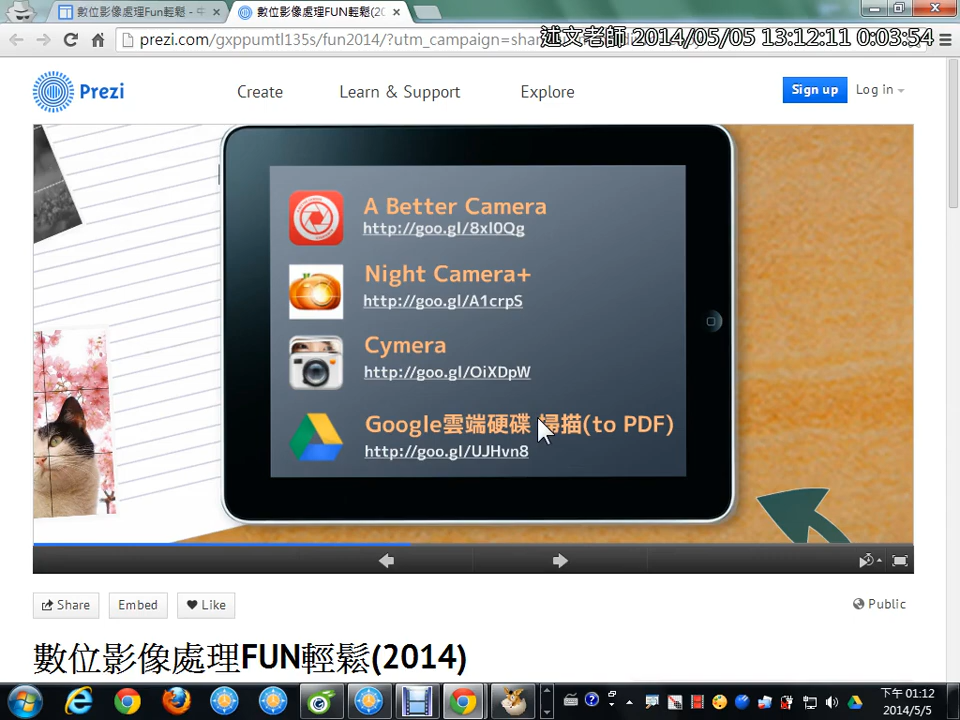 數位影像處理Fun輕鬆 - 中
數位影像處理FUN輕鬆(20
prezi.com/gxppumtl135s/fun2014/?utm_campaign=shar
述文老師 2014/05/05 13:12:11 0:03:54
Prezi
Create
Learn & Support
Explore
Sign up
Log in
A Better Camera
http://goo.gl/8xl0Qg
Night Camera+
http://goo.gl/A1crpS
Cymera
http://goo.gl/OiXDpW
Google雲端硬碟 掃描(to PDF)
http://goo.gl/UJHvn8
Share
Embed
Like
Public
數位影像處理FUN輕鬆(2014)
下午 01:12
2014/5/5